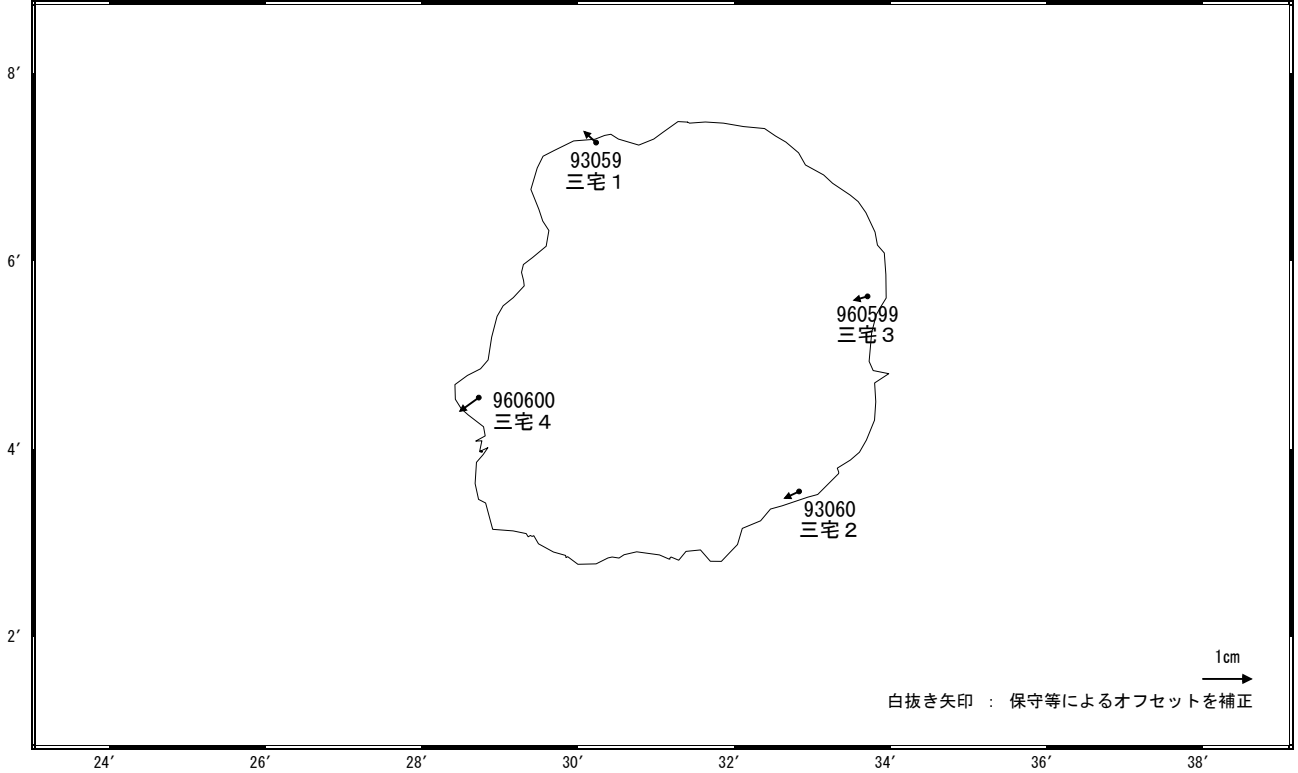 8′
93059
三宅１
6′
960599
三宅３
960600
三宅４
4′
93060
三宅２
2′
1cm
白抜き矢印 ： 保守等によるオフセットを補正
24′ 26′ 28′ 30′ 32′ 34′ 36′ 38′